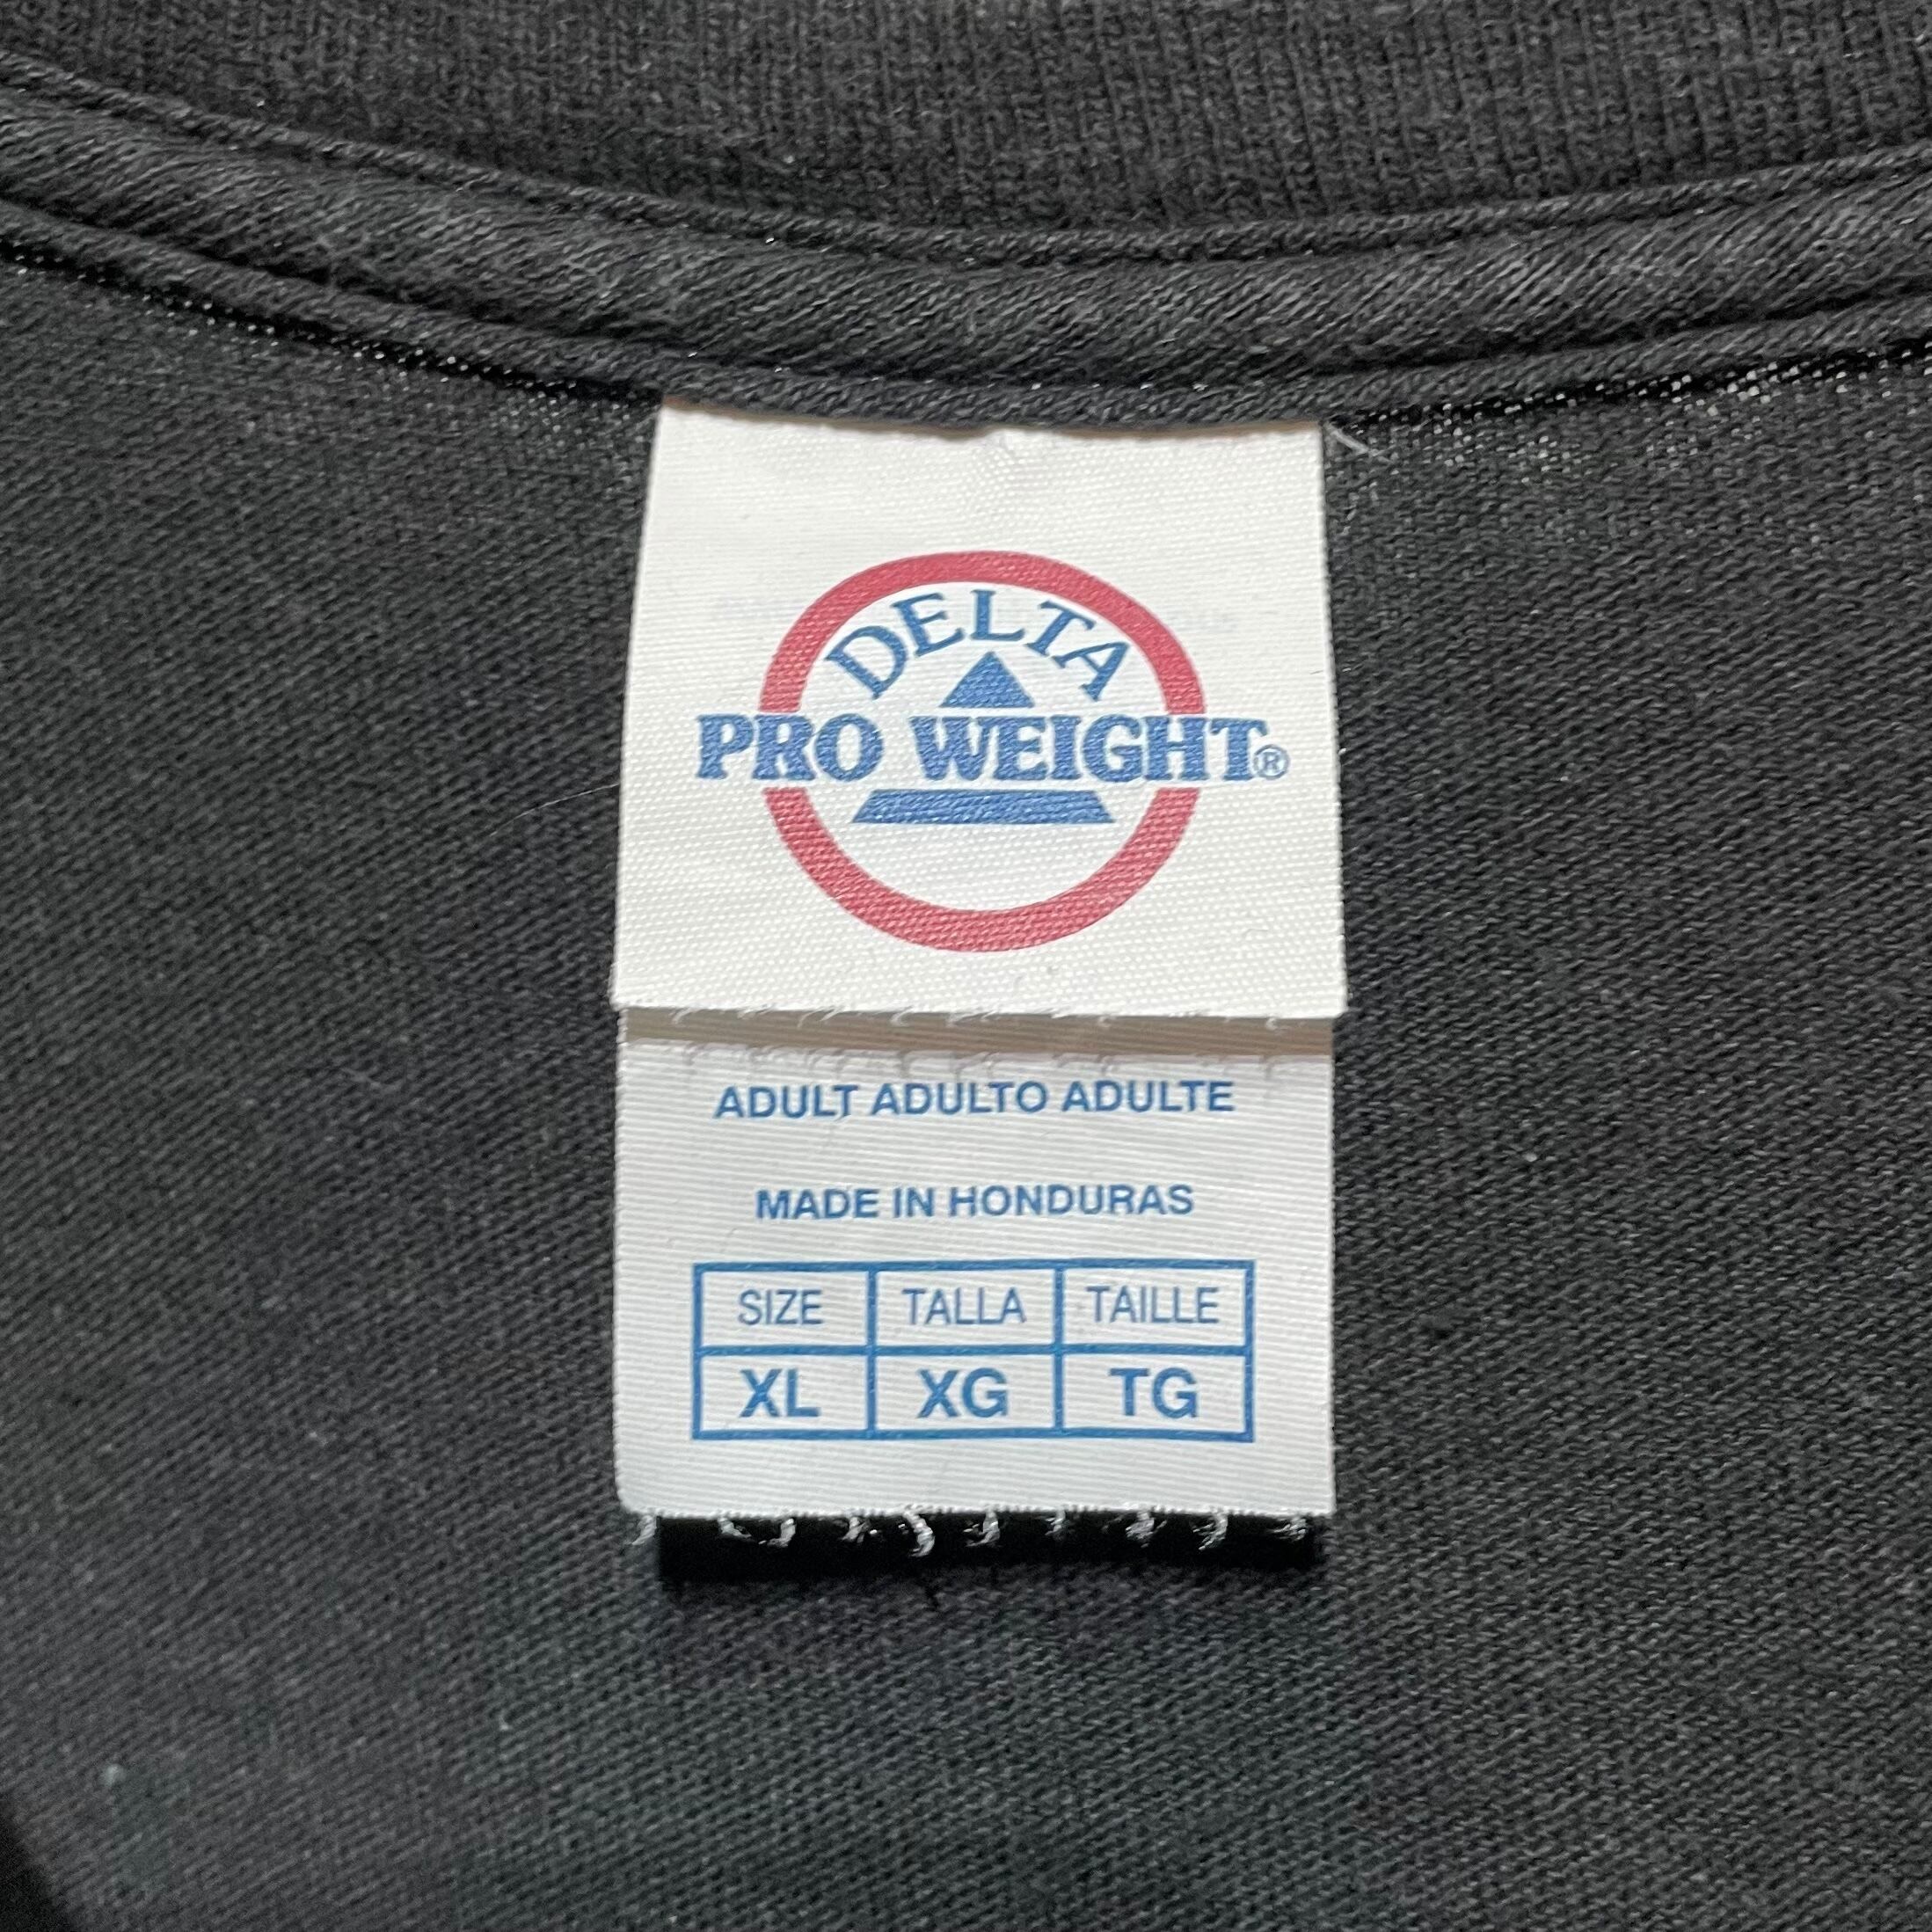 DELTA
PRO WEIGHT®
ADULT ADULTO ADULTE
MADE IN HONDURAS
SIZE TALLA TAILLE
XL XG TG